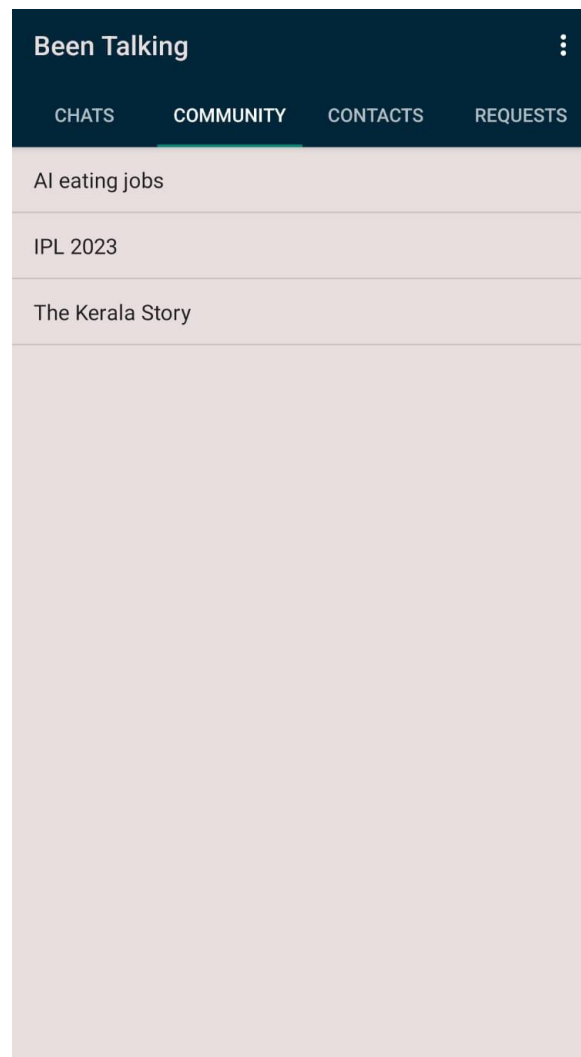 Been Talking
CHATS COMMUNITY CONTACTS REQUESTS
AI eating jobs
IPL 2023
The Kerala Story